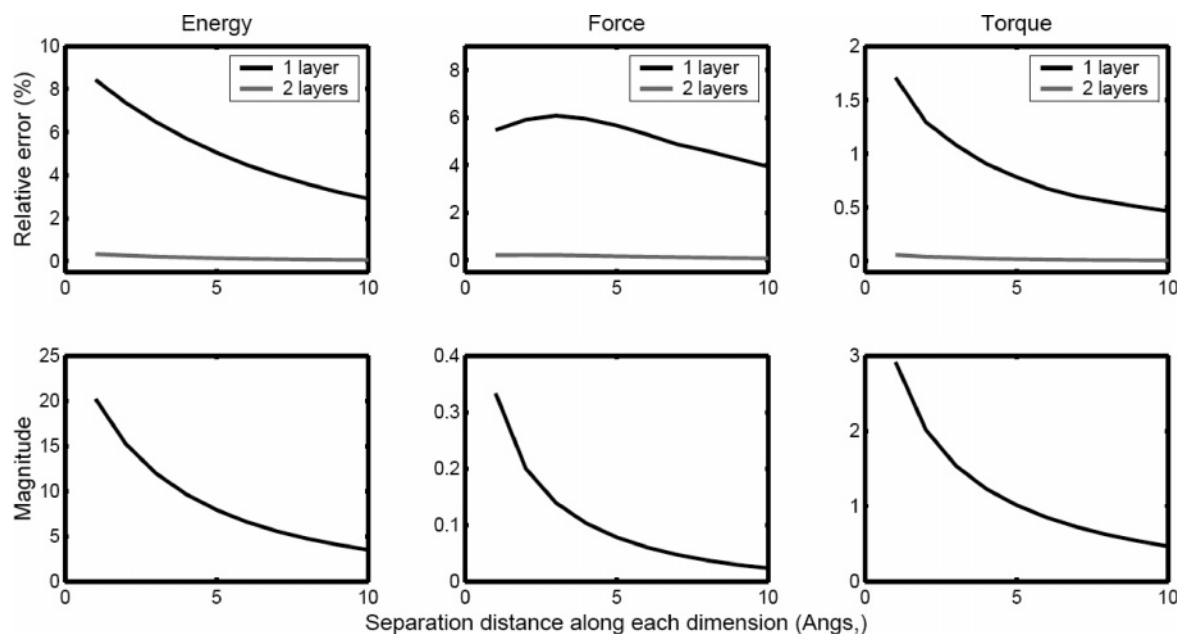 Energy Force Torque
Relative error (%)
10
8
6
4
2
0
0 5 10
1 layer
2 layers
8
6
4
2
0
0 5 10
1 layer
2 layers
2
1.5
1
0.5
0
0 5 10
1 layer
2 layers
Magnitude
25
20
15
10
5
0
0 5 10
0.4
0.3
0.2
0.1
0
0 5 10
3
2
1
0
0 5 10
Separation distance along each dimension (Angs,)